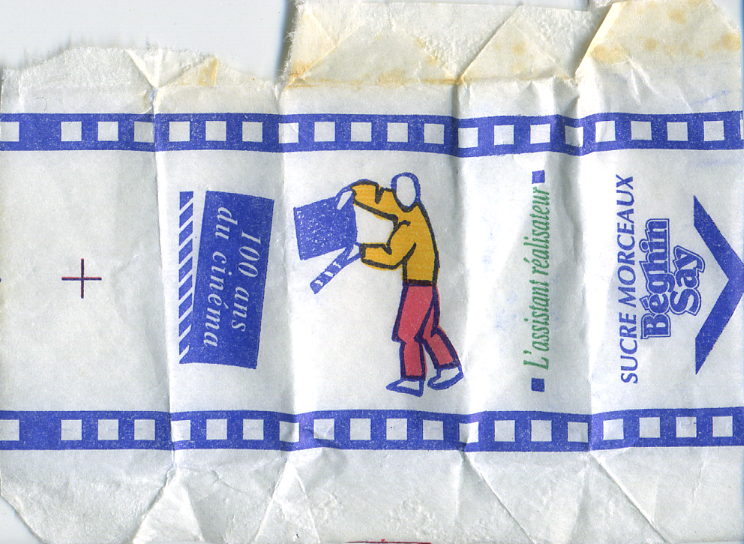 100 ans
du cinéma
L'assistant réalisateur
SUCRE MORCEAUX
Béghin
Say